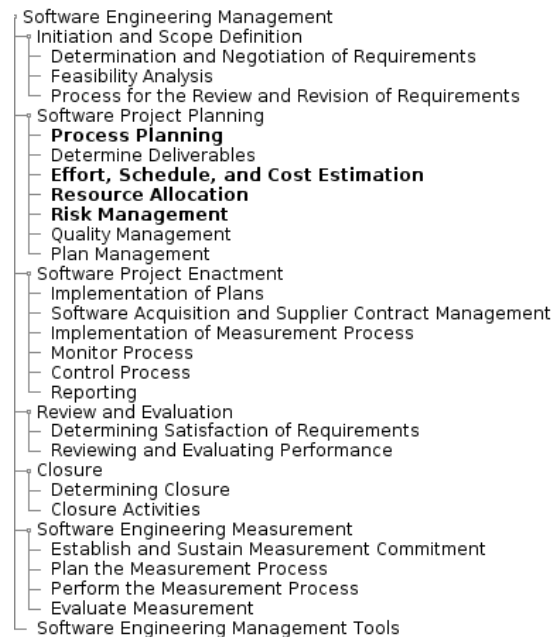 Software Engineering Management
Initiation and Scope Definition
Determination and Negotiation of Requirements
Feasibility Analysis
Process for the Review and Revision of Requirements
Software Project Planning
Process Planning
Determine Deliverables
Effort, Schedule, and Cost Estimation
Resource Allocation
Risk Management
Quality Management
Plan Management
Software Project Enactment
Implementation of Plans
Software Acquisition and Supplier Contract Management
Implementation of Measurement Process
Monitor Process
Control Process
Reporting
Review and Evaluation
Determining Satisfaction of Requirements
Reviewing and Evaluating Performance
Closure
Determining Closure
Closure Activities
Software Engineering Measurement
Establish and Sustain Measurement Commitment
Plan the Measurement Process
Perform the Measurement Process
Evaluate Measurement
Software Engineering Management Tools